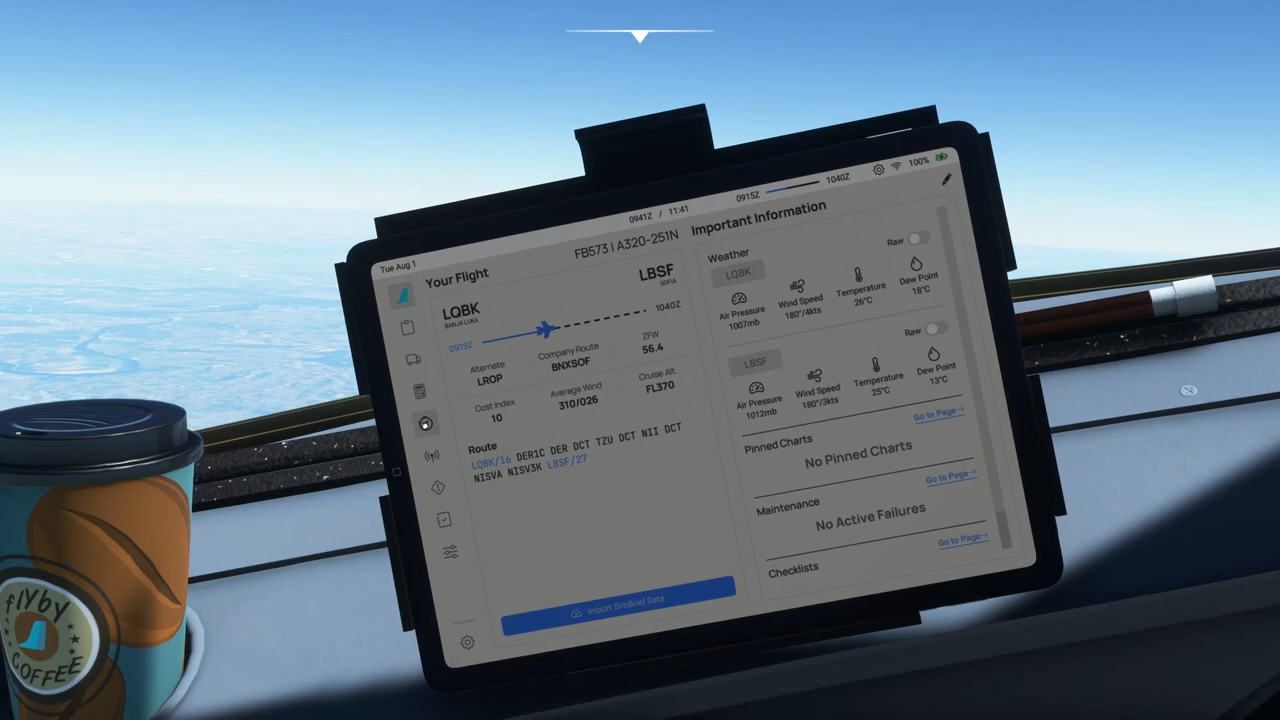 Tue Aug 1
0941Z / 11:41
0915Z
1040Z
100%
Your Flight
FB573 | A320-251N
LQBK
BANJA LUKA
LBSF
SOFIA
0915Z
1040Z
Alternate
LROP
Company Route
BNXSOF
ZFW
56.4
Cost Index
10
Average Wind
310/026
Cruise Alt.
FL370
Route
LQBK/16 DER1C DER DCT TZU DCT NII DCT
NISVA NISV3K LBSF/27
Import SimBrief Data
Important Information
Weather
Raw
LQBK
Air Pressure
1007mb
Wind Speed
180°/4kts
Temperature
26°C
Dew Point
18°C
Raw
LBSF
Air Pressure
1012mb
Wind Speed
180°/3kts
Temperature
25°C
Dew Point
13°C
Pinned Charts
Go to Page
No Pinned Charts
Maintenance
Go to Page
No Active Failures
Checklists
Go to Page
flyby
COFFEE